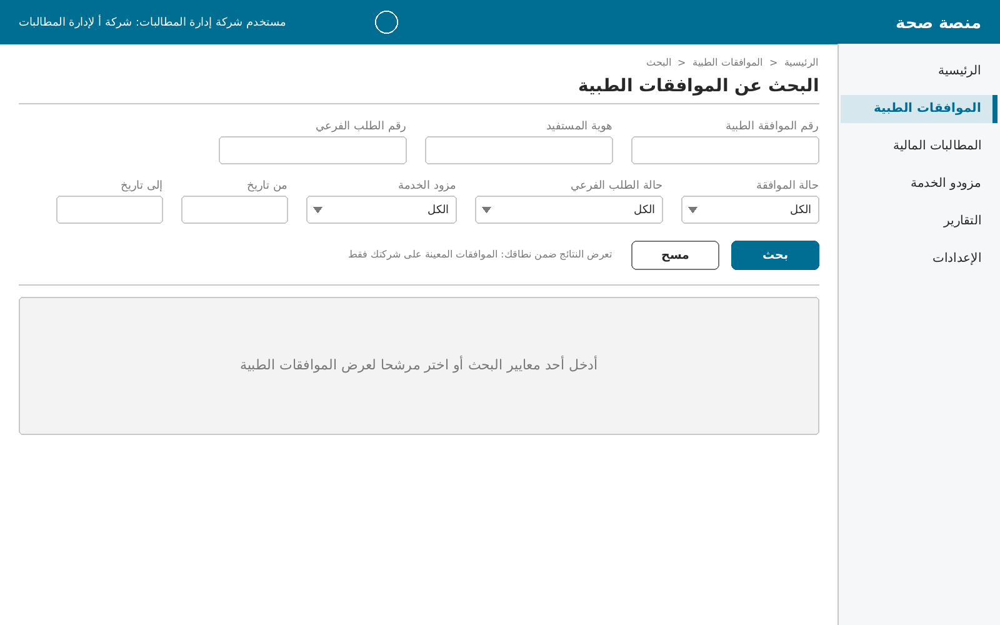 منصة صحة
مستخدم شركة إدارة المطالبات: شركة أ لإدارة المطالبات
الرئيسية
الموافقات الطبية
المطالبات المالية
مزودو الخدمة
التقارير
الإعدادات
الرئيسية > الموافقات الطبية > البحث
البحث عن الموافقات الطبية
رقم الموافقة الطبية هوية المستفيد رقم الطلب الفرعي
حالة الموافقة حالة الطلب الفرعي مزود الخدمة من تاريخ إلى تاريخ
الكل الكل الكل
بحث مسح تعرض النتائج ضمن نطاقك: الموافقات المعينة على شركتك فقط
أدخل أحد معايير البحث أو اختر مرشحا لعرض الموافقات الطبية